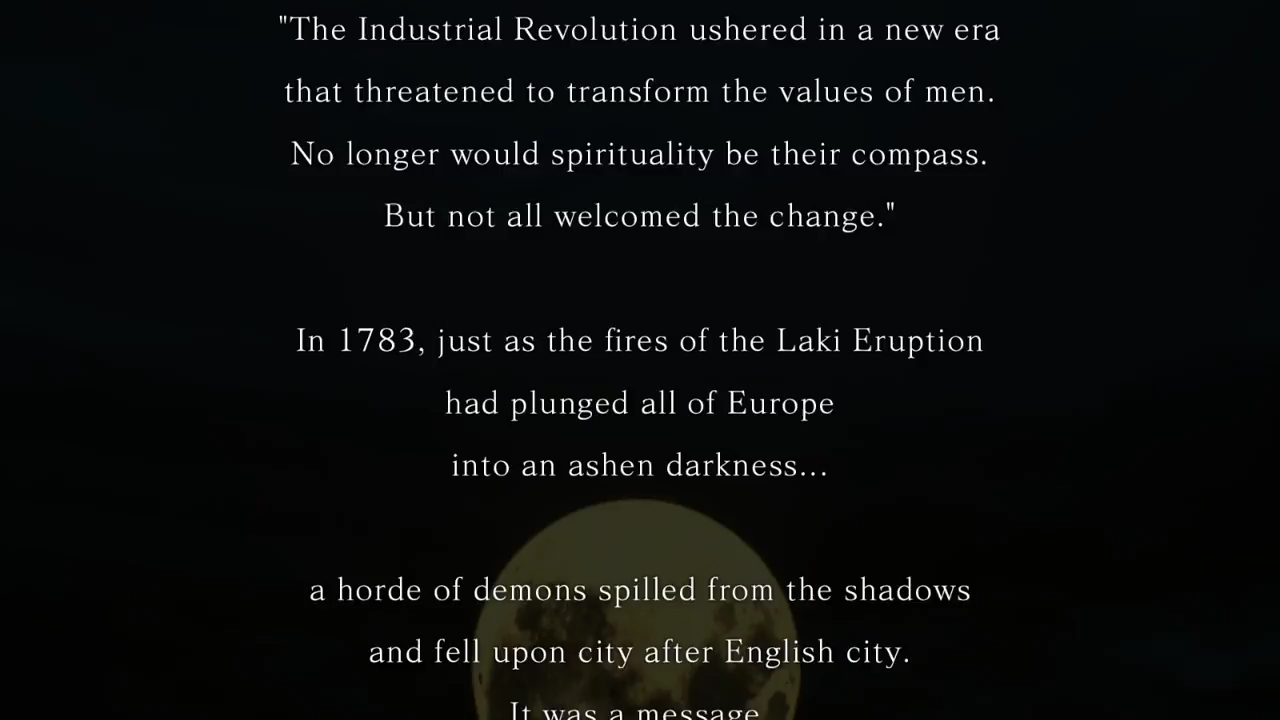 "The Industrial Revolution ushered in a new era
that threatened to transform the values of men.
No longer would spirituality be their compass.
But not all welcomed the change."
In 1783, just as the fires of the Laki Eruption
had plunged all of Europe
into an ashen darkness...
a horde of demons spilled from the shadows
and fell upon city after English city.
It was a message